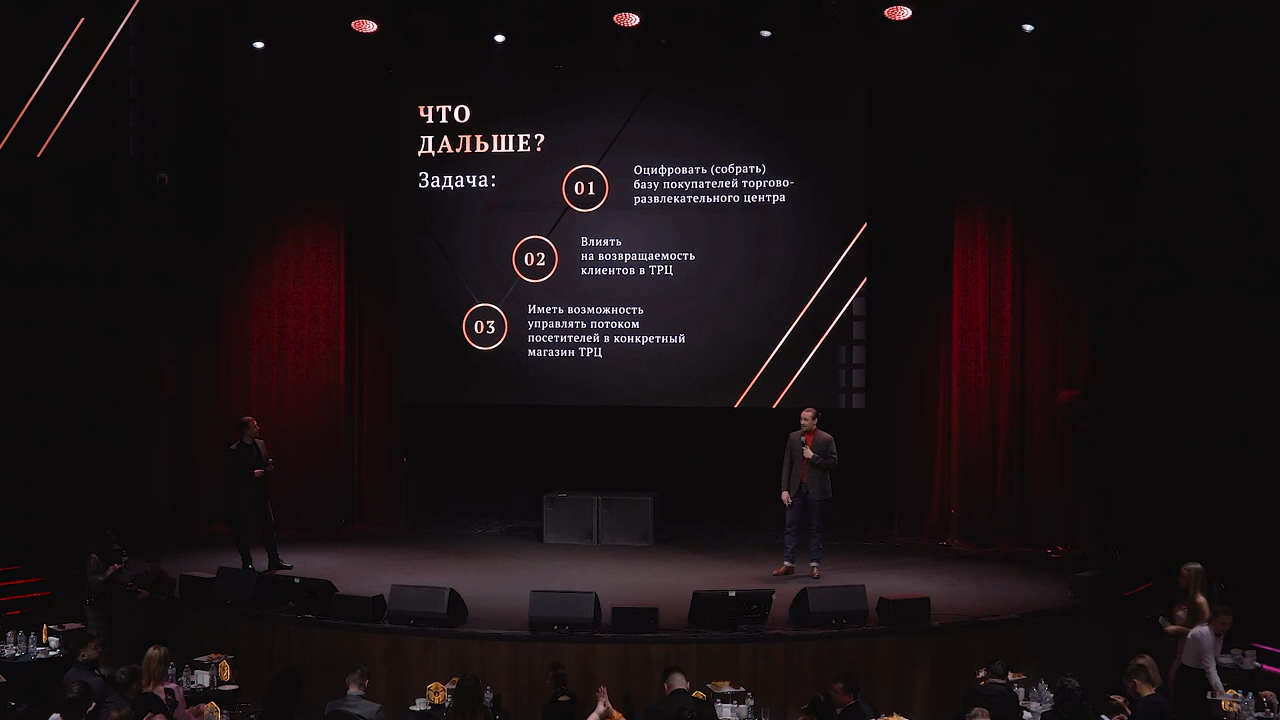 ЧТО
ДАЛЬШЕ?
Задача:
01
Оцифровать (собрать)
базу покупателей торгово-
развлекательного центра
02
Влиять
на возвращаемость
клиентов в ТРЦ
03
Иметь возможность
управлять потоком
посетителей в конкретный
магазин ТРЦ